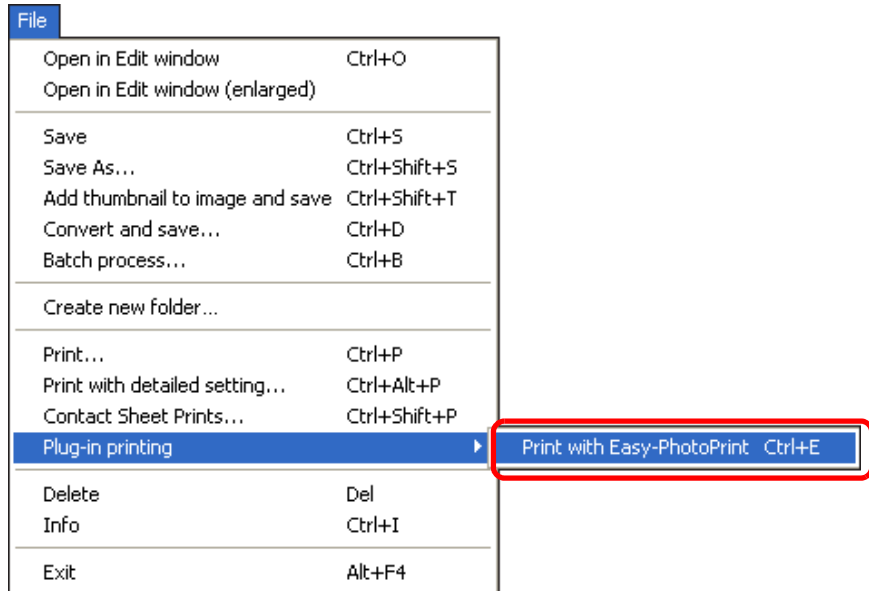 File
Open in Edit window Ctrl+O
Open in Edit window (enlarged)
Save Ctrl+S
Save As... Ctrl+Shift+S
Add thumbnail to image and save Ctrl+Shift+T
Convert and save... Ctrl+D
Batch process... Ctrl+B
Create new folder...
Print... Ctrl+P
Print with detailed setting... Ctrl+Alt+P
Contact Sheet Prints... Ctrl+Shift+P
Plug-in printing Print with Easy-PhotoPrint Ctrl+E
Delete Del
Info Ctrl+I
Exit Alt+F4